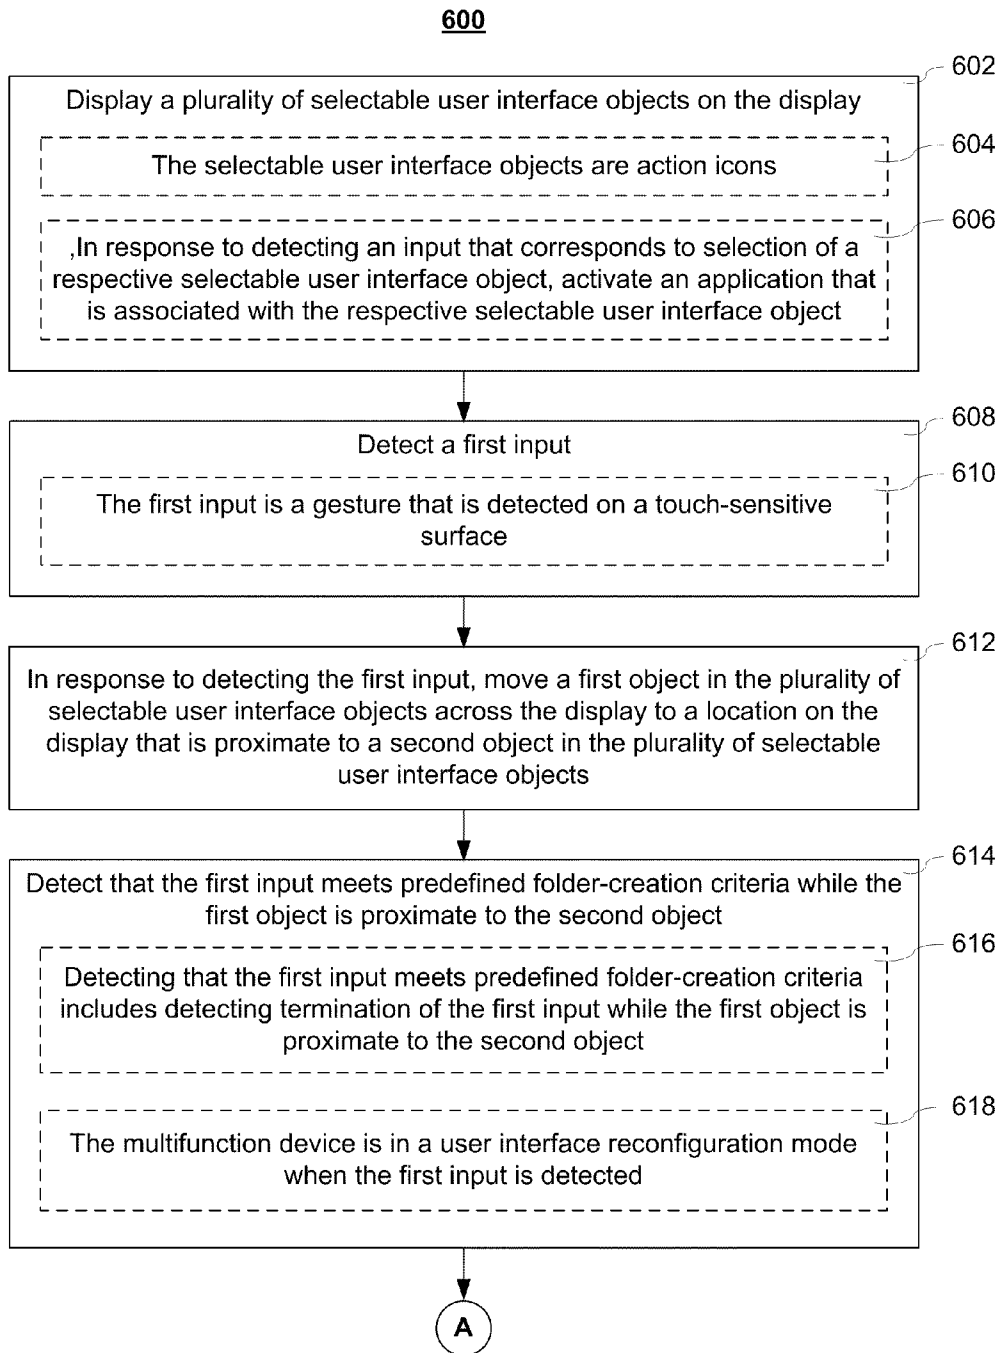 600
602
Display a plurality of selectable user interface objects on the display
604
The selectable user interface objects are action icons
606
,In response to detecting an input that corresponds to selection of a
respective selectable user interface object, activate an application that
is associated with the respective selectable user interface object
608
Detect a first input
610
The first input is a gesture that is detected on a touch-sensitive
surface
612
In response to detecting the first input, move a first object in the plurality of
selectable user interface objects across the display to a location on the
display that is proximate to a second object in the plurality of selectable
user interface objects
614
Detect that the first input meets predefined folder-creation criteria while the
first object is proximate to the second object
616
Detecting that the first input meets predefined folder-creation criteria
includes detecting termination of the first input while the first object is
proximate to the second object
618
The multifunction device is in a user interface reconfiguration mode
when the first input is detected
A